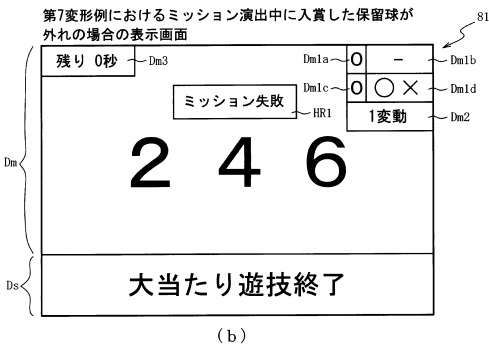 第7変形例におけるミッション演出中に入賞した保留球が
外れの場合の表示画面
81
残り 0秒
Dm3
Dm1a
0
−
Dm1b
Dm1c
0
○ ×
Dm1d
ミッション失敗
HR1
1変動
Dm2
Dm
2 4 6
Ds
大当たり遊技終了
(b)